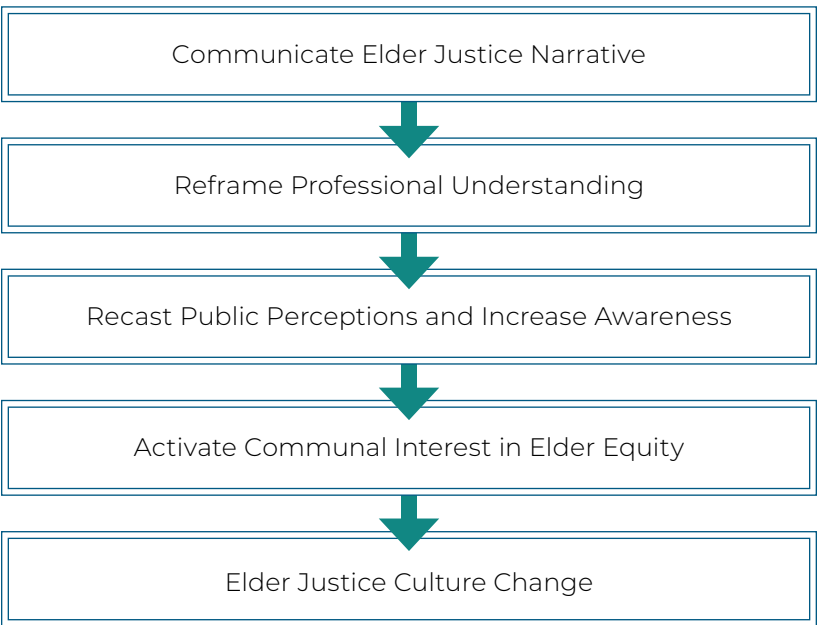 Communicate Elder Justice Narrative
Reframe Professional Understanding
Recast Public Perceptions and Increase Awareness
Activate Communal Interest in Elder Equity
Elder Justice Culture Change